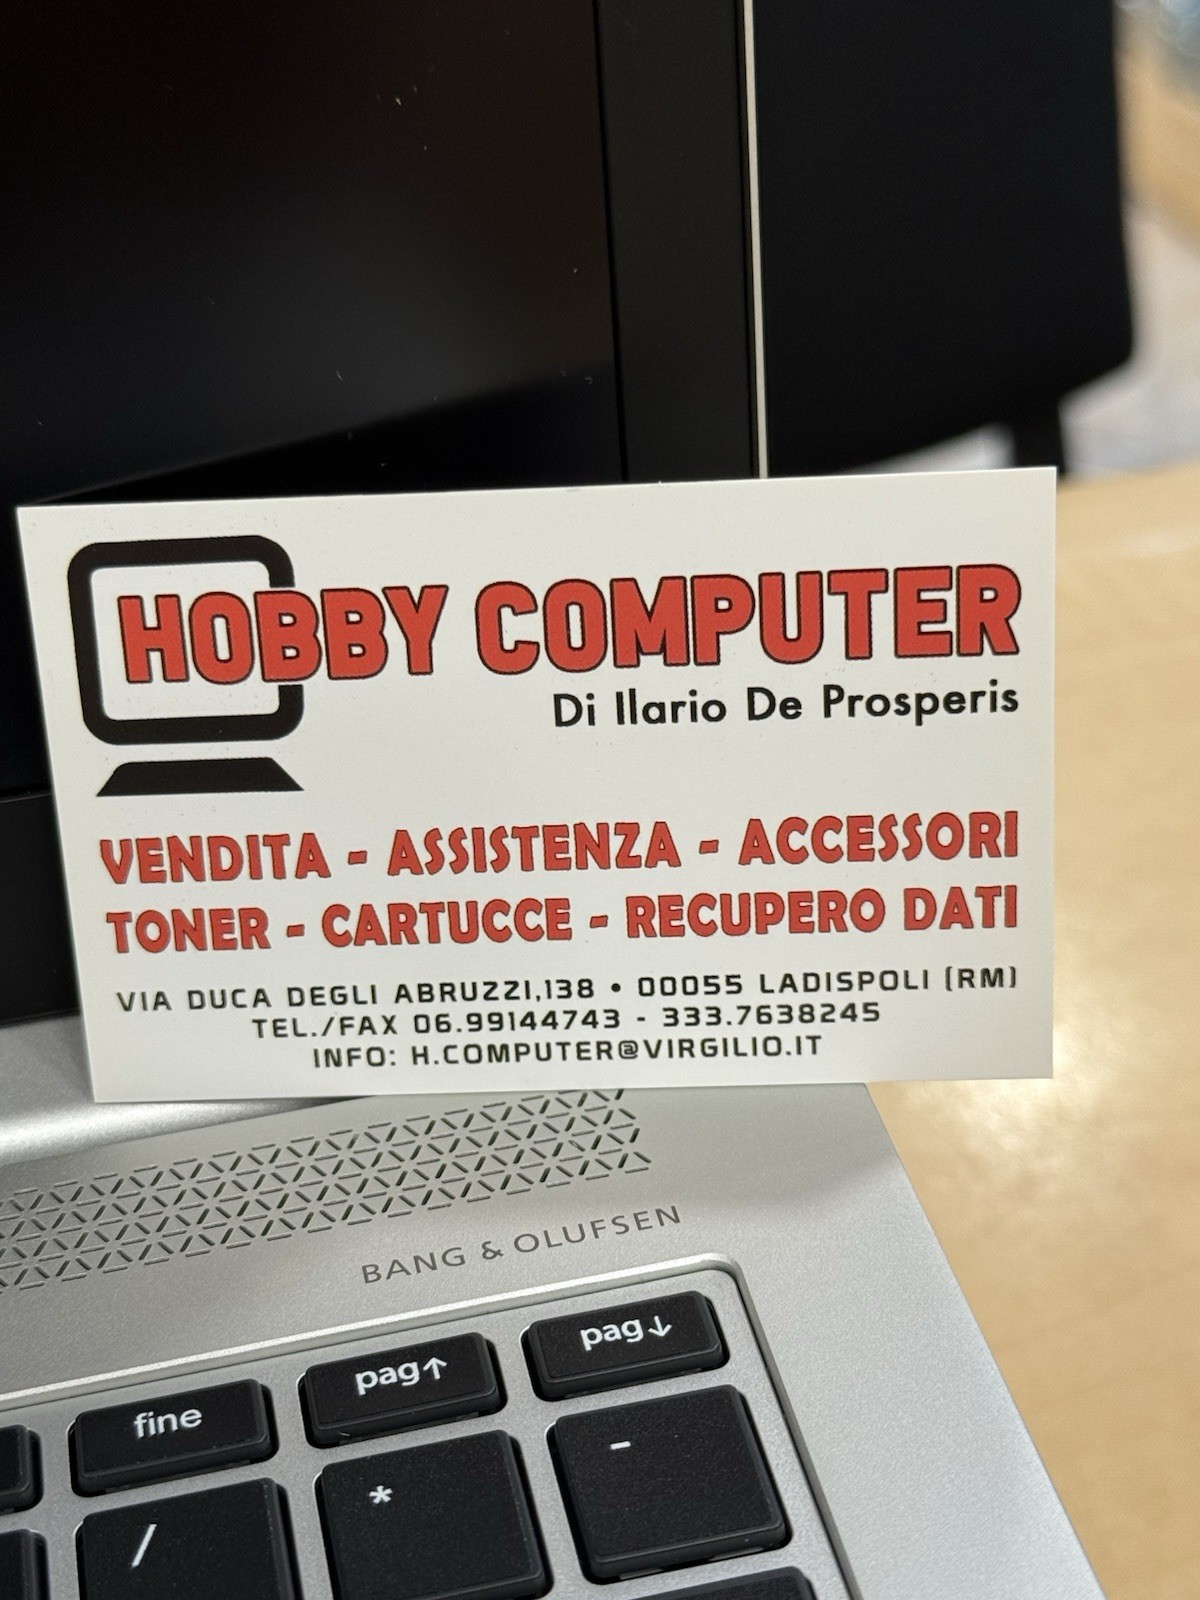 HOBBY COMPUTER
Di Ilario De Prosperis
VENDITA - ASSISTENZA - ACCESSORI
TONER - CARTUCCE - RECUPERO DATI
VIA DUCA DEGLI ABRUZZI,138 • 00055 LADISPOLI (RM)
TEL./FAX 06.99144743 - 333.7638245
INFO: H.COMPUTER@VIRGILIO.IT
BANG & OLUFSEN
fine pag↑ pag↓
/ * -